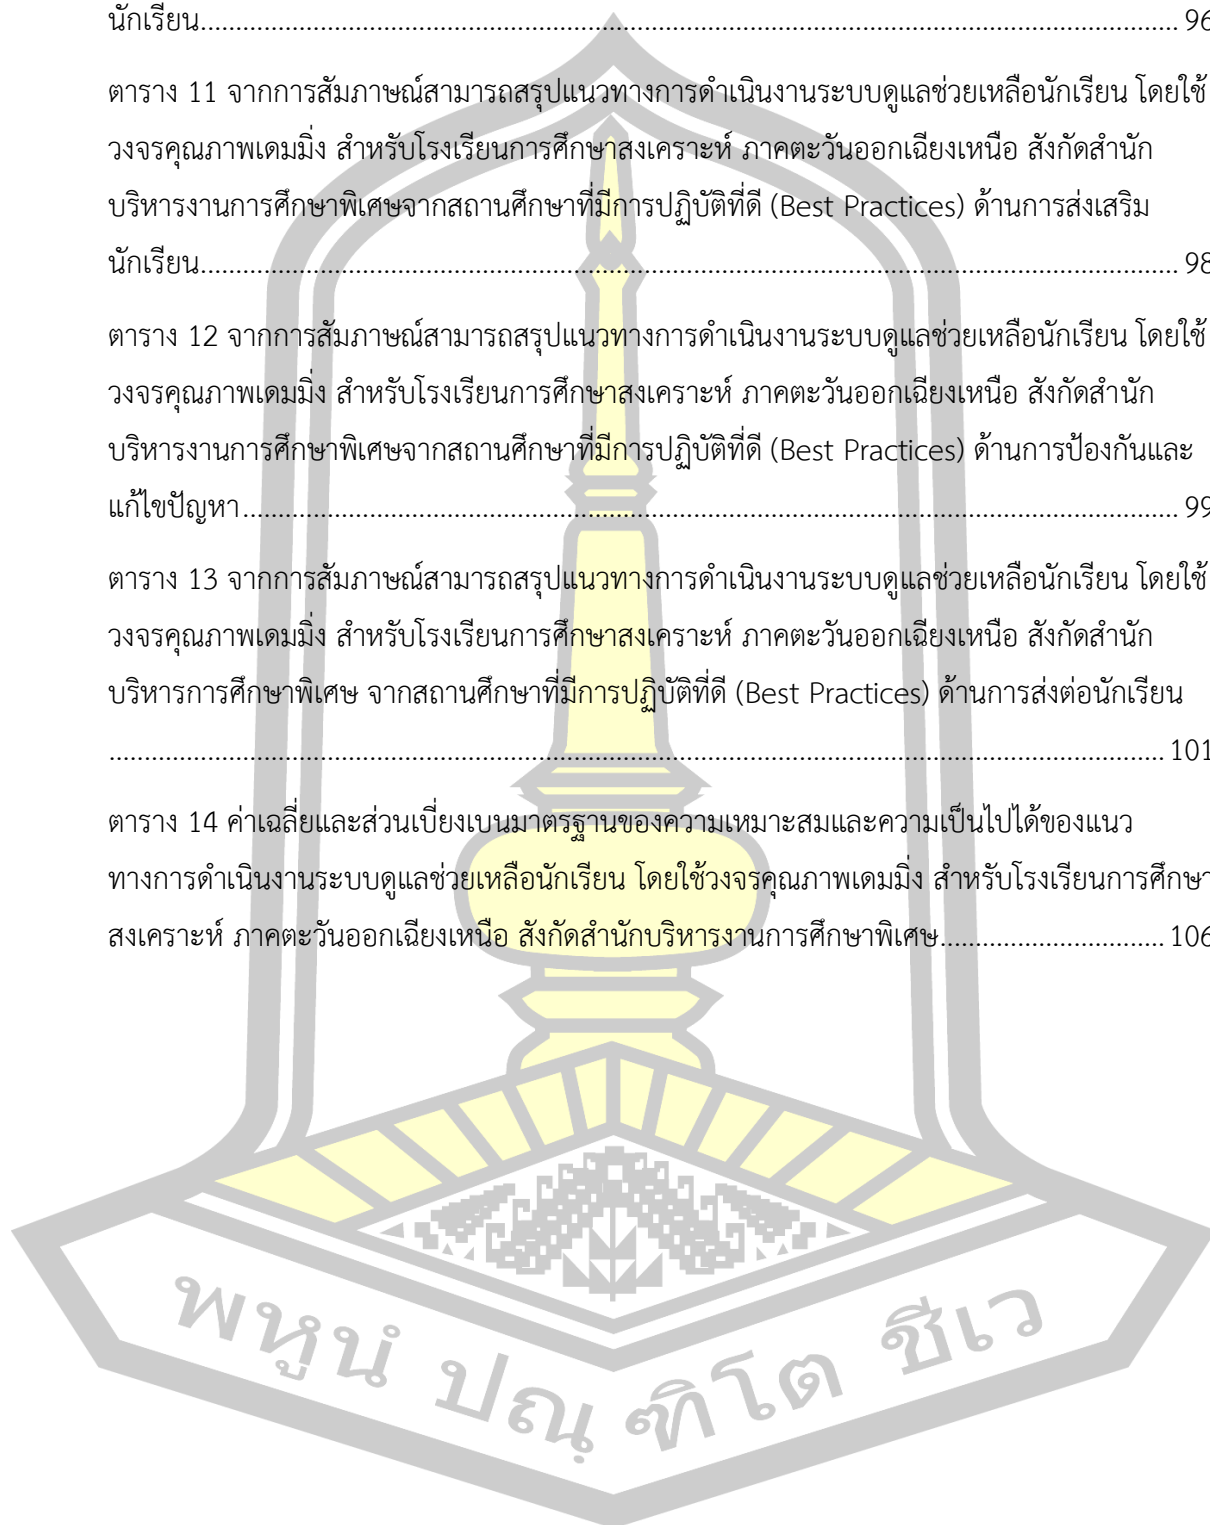 นักเรียน........................................................................................................................................ 96
ตาราง 11 จากการสัมภาษณ์สามารถสรุปแนวทางการดำเนินงานระบบดูแลช่วยเหลือนักเรียน โดยใช้
วงจรคุณภาพเดมมิ่ง สำหรับโรงเรียนการศึกษาสงเคราะห์ ภาคตะวันออกเฉียงเหนือ สังกัดสำนัก
บริหารงานการศึกษาพิเศษจากสถานศึกษาที่มีการปฏิบัติที่ดี (Best Practices) ด้านการส่งเสริม
นักเรียน........................................................................................................................................ 98
ตาราง 12 จากการสัมภาษณ์สามารถสรุปแนวทางการดำเนินงานระบบดูแลช่วยเหลือนักเรียน โดยใช้
วงจรคุณภาพเดมมิ่ง สำหรับโรงเรียนการศึกษาสงเคราะห์ ภาคตะวันออกเฉียงเหนือ สังกัดสำนัก
บริหารงานการศึกษาพิเศษจากสถานศึกษาที่มีการปฏิบัติที่ดี (Best Practices) ด้านการป้องกันและ
แก้ไขปัญหา.................................................................................................................................. 99
ตาราง 13 จากการสัมภาษณ์สามารถสรุปแนวทางการดำเนินงานระบบดูแลช่วยเหลือนักเรียน โดยใช้
วงจรคุณภาพเดมมิ่ง สำหรับโรงเรียนการศึกษาสงเคราะห์ ภาคตะวันออกเฉียงเหนือ สังกัดสำนัก
บริหารการศึกษาพิเศษ จากสถานศึกษาที่มีการปฏิบัติที่ดี (Best Practices) ด้านการส่งต่อนักเรียน
................................................................................................................................................... 101
ตาราง 14 ค่าเฉลี่ยและส่วนเบี่ยงเบนมาตรฐานของความเหมาะสมและความเป็นไปได้ของแนว
ทางการดำเนินงานระบบดูแลช่วยเหลือนักเรียน โดยใช้วงจรคุณภาพเดมมิ่ง สำหรับโรงเรียนการศึกษา
สงเคราะห์ ภาคตะวันออกเฉียงเหนือ สังกัดสำนักบริหารงานการศึกษาพิเศษ............................... 106
พหูนํ ปณฺฑิโต ชีเว